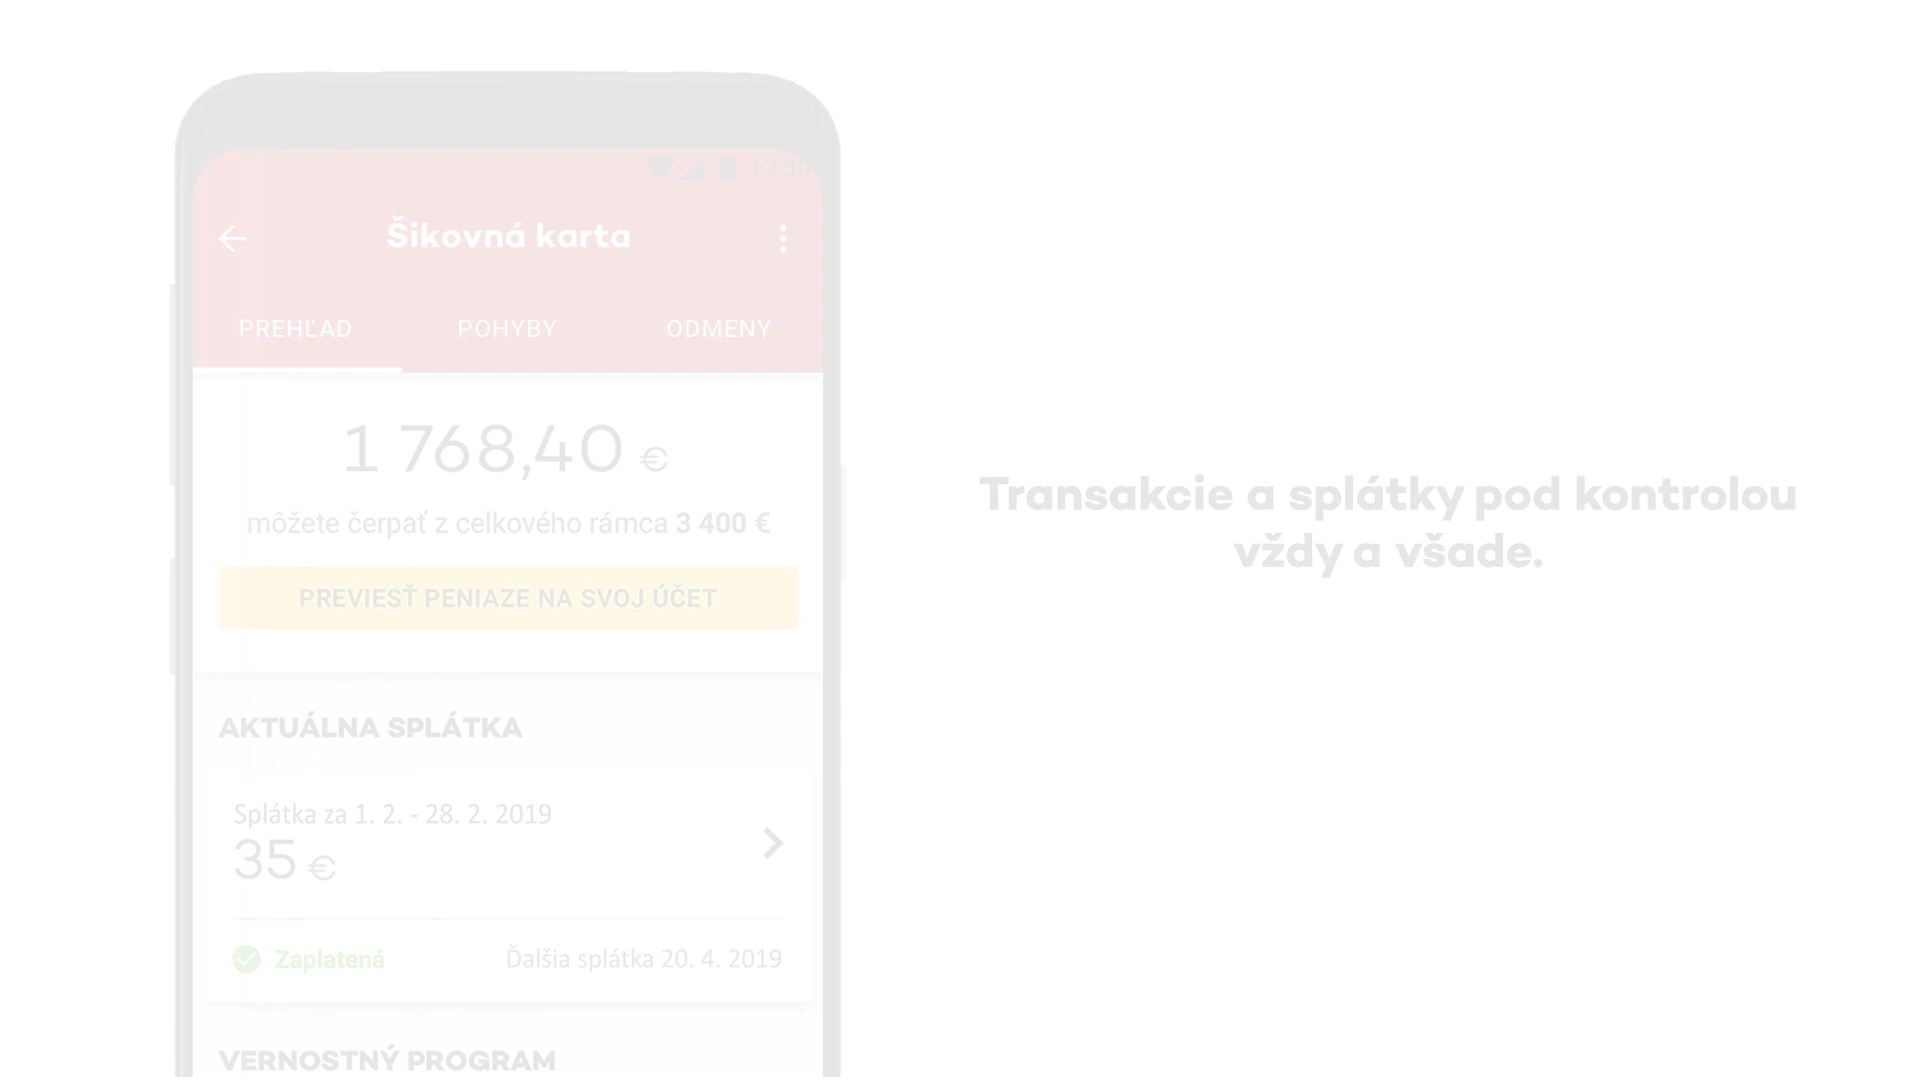 12:30
Šikovná karta
PREHĽAD POHYBY ODMENY
1 768,40 €
môžete čerpať z celkového rámca 3 400 €
PREVIESŤ PENIAZE NA SVOJ ÚČET
AKTUÁLNA SPLÁTKA
Splátka za 1. 2. - 28. 2. 2019
35 €
Zaplatená Ďalšia splátka 20. 4. 2019
VERNOSTNÝ PROGRAM
Transakcie a splátky pod kontrolou
vždy a všade.